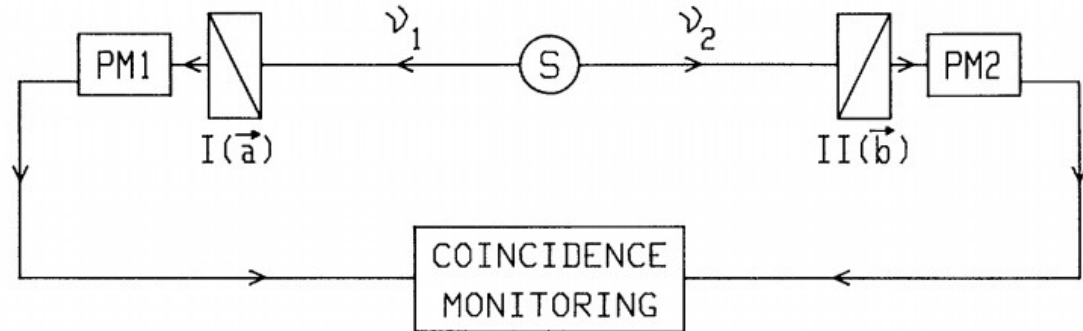 ν₁ ν₂
PM1 S PM2
I(a⃗) II(b⃗)
COINCIDENCE
MONITORING